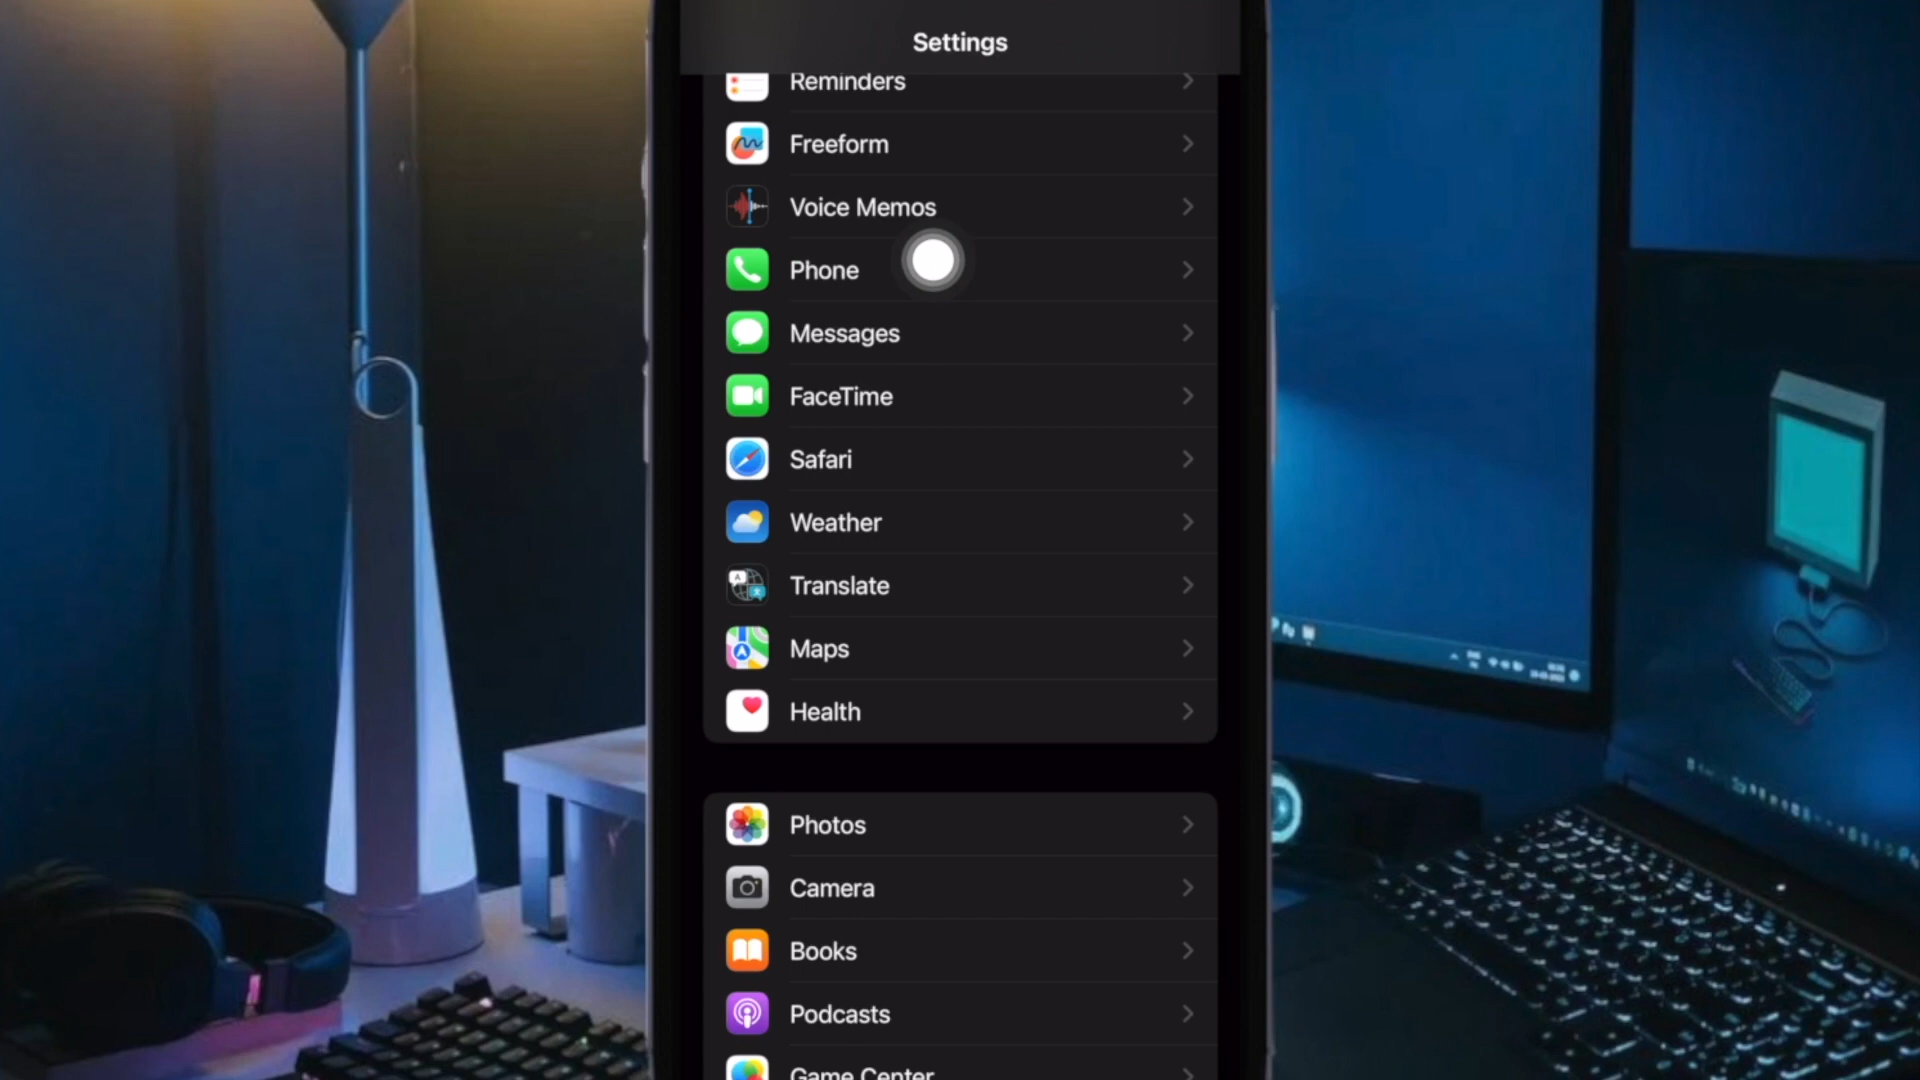 Settings
Reminders
Freeform
Voice Memos
Phone
Messages
FaceTime
Safari
Weather
Translate
Maps
Health
Photos
Camera
Books
Podcasts
Game Center